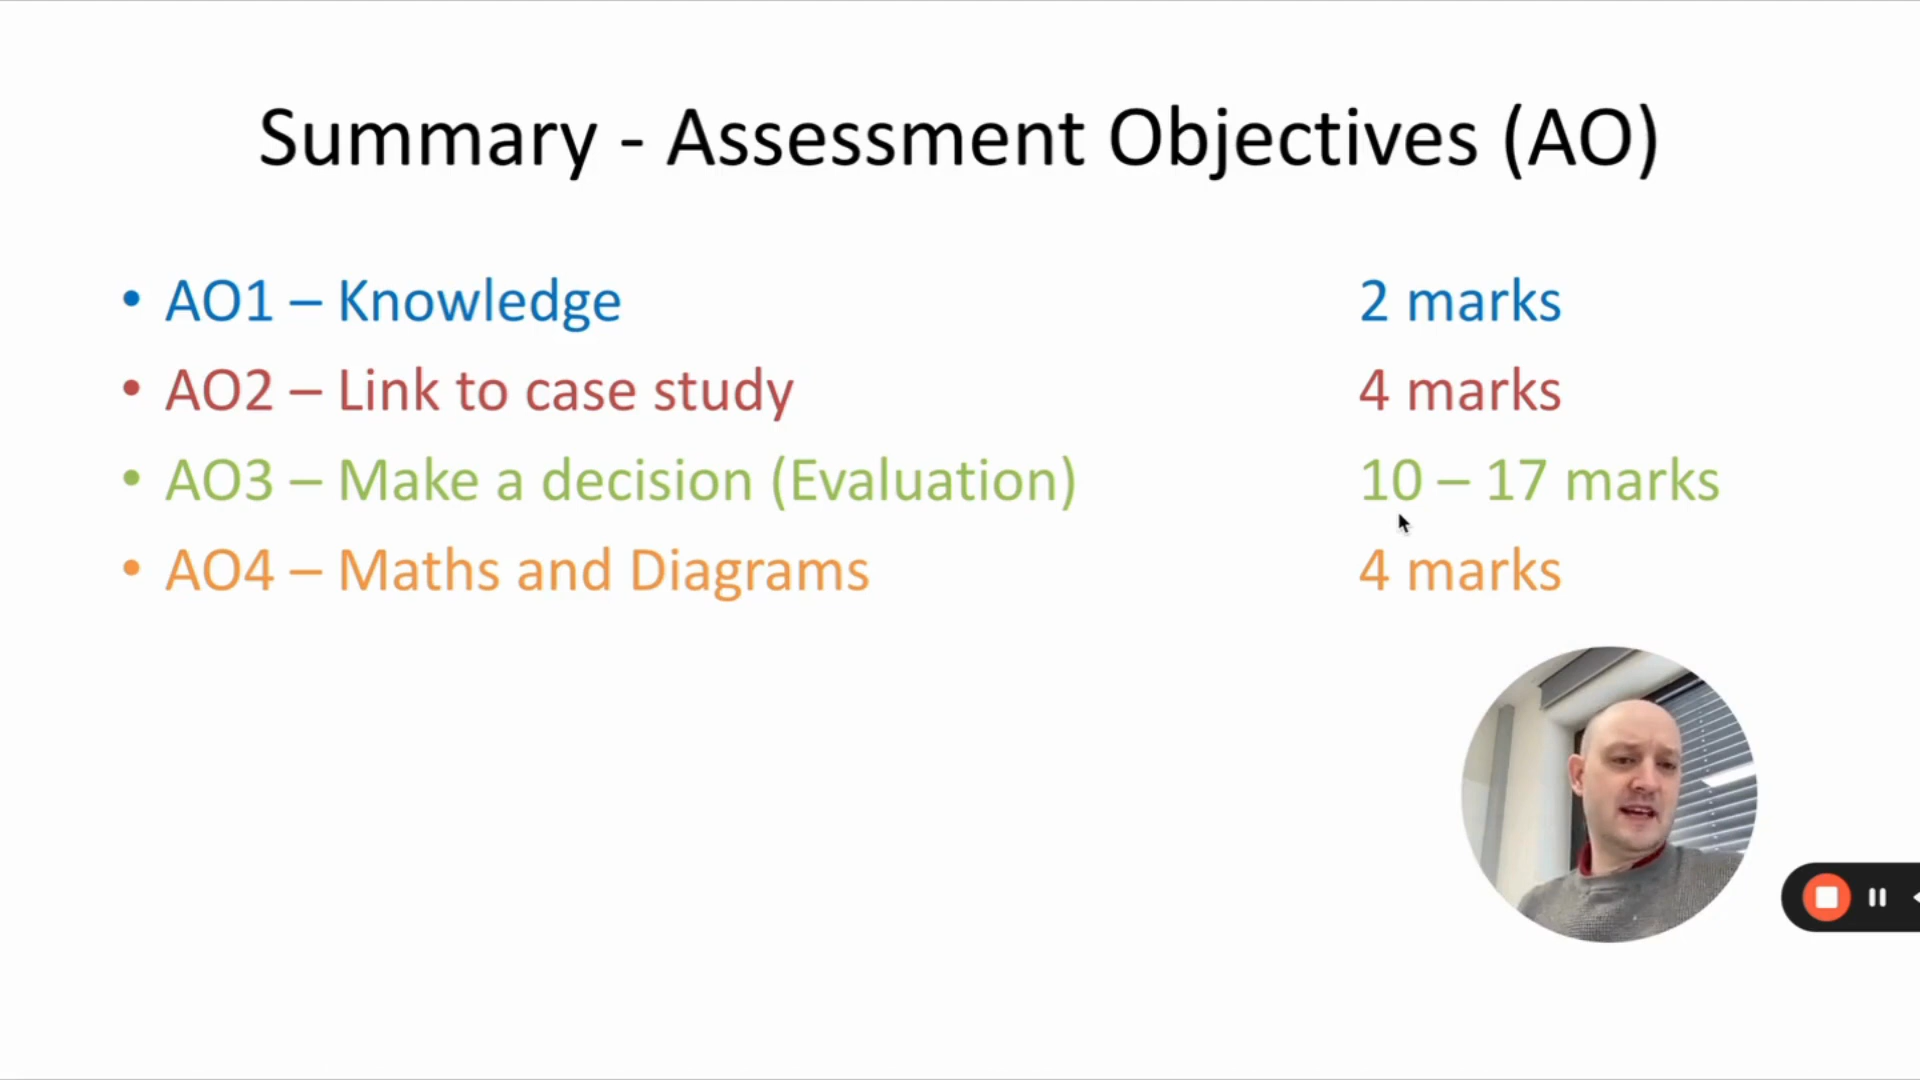 Summary - Assessment Objectives (AO)
• AO1 – Knowledge 2 marks
• AO2 – Link to case study 4 marks
• AO3 – Make a decision (Evaluation) 10 – 17 marks
• AO4 – Maths and Diagrams 4 marks